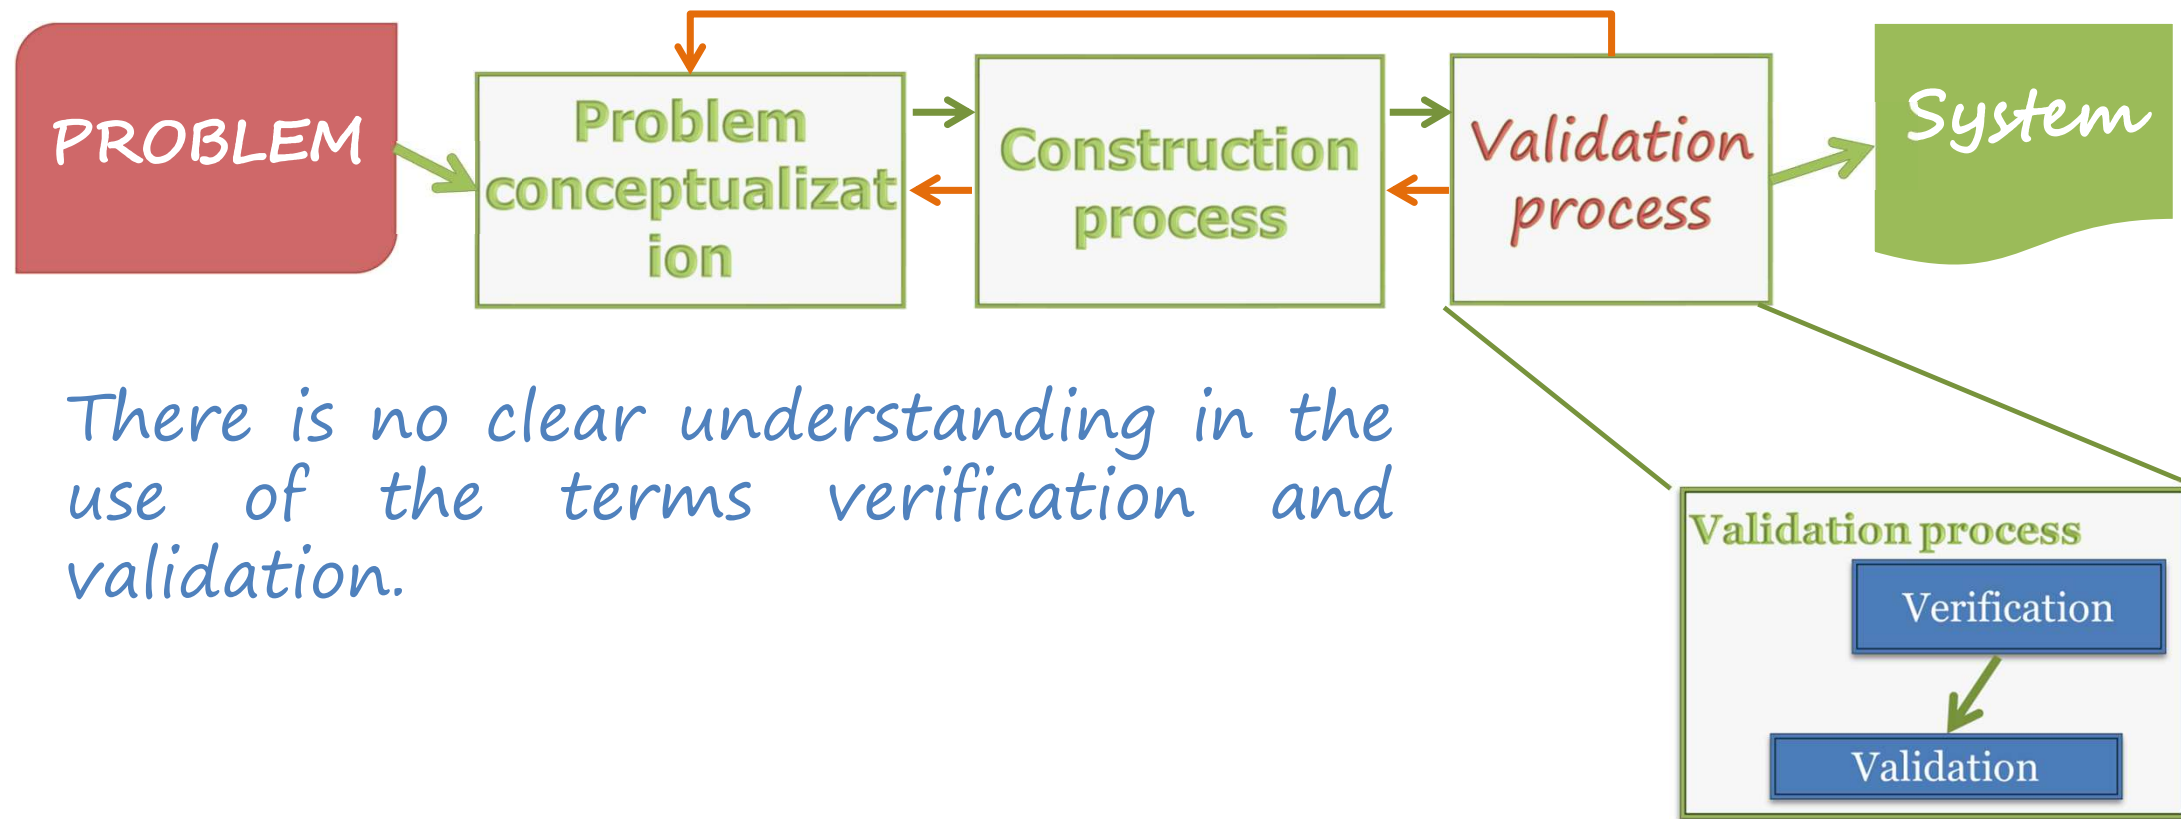 PROBLEM
Problem
conceptualizat
ion
Construction
process
Validation
process
System
There is no clear understanding in the
use of the terms verification and
validation.
Validation process
Verification
Validation